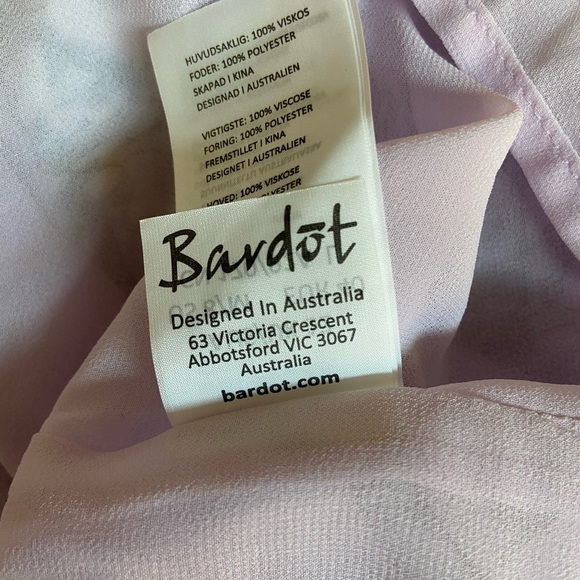 HUVUDSAKLIG: 100% VISKOS
FODER: 100% POLYESTER
SKAPAD I KINA
DESIGNAD I AUSTRALIEN
VIGTIGSTE: 100% VISCOSE
FORING: 100% POLYESTER
FREMSTILLET I KINA
DESIGNET I AUSTRALIEN
HOVED: 100% VISKOSE
Bardōt
Designed In Australia
63 Victoria Crescent
Abbotsford VIC 3067
Australia
bardot.com